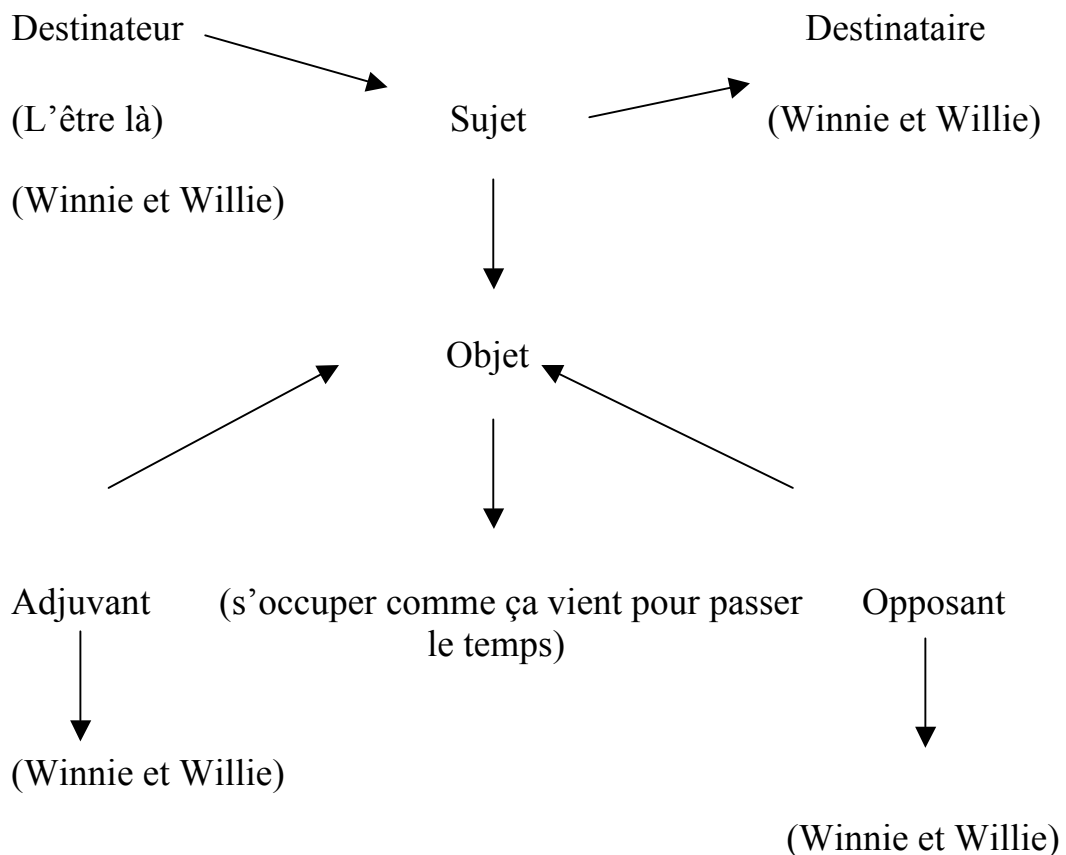 Destinateur Destinataire
(L'être là) Sujet (Winnie et Willie)
(Winnie et Willie)
Objet
Adjuvant (s'occuper comme ça vient pour passer Opposant
le temps)
(Winnie et Willie)
(Winnie et Willie)